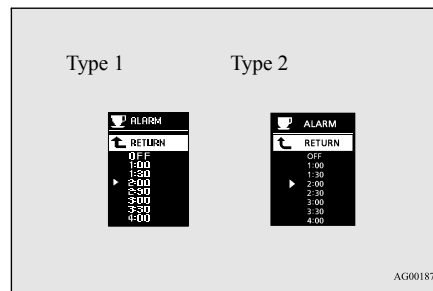 Type 1
Type 2
ALARM
RETURN
OFF
1:00
1:30
2:00
2:30
3:00
3:30
4:00
ALARM
RETURN
OFF
1:00
1:30
2:00
2:30
3:00
3:30
4:00
AG00187